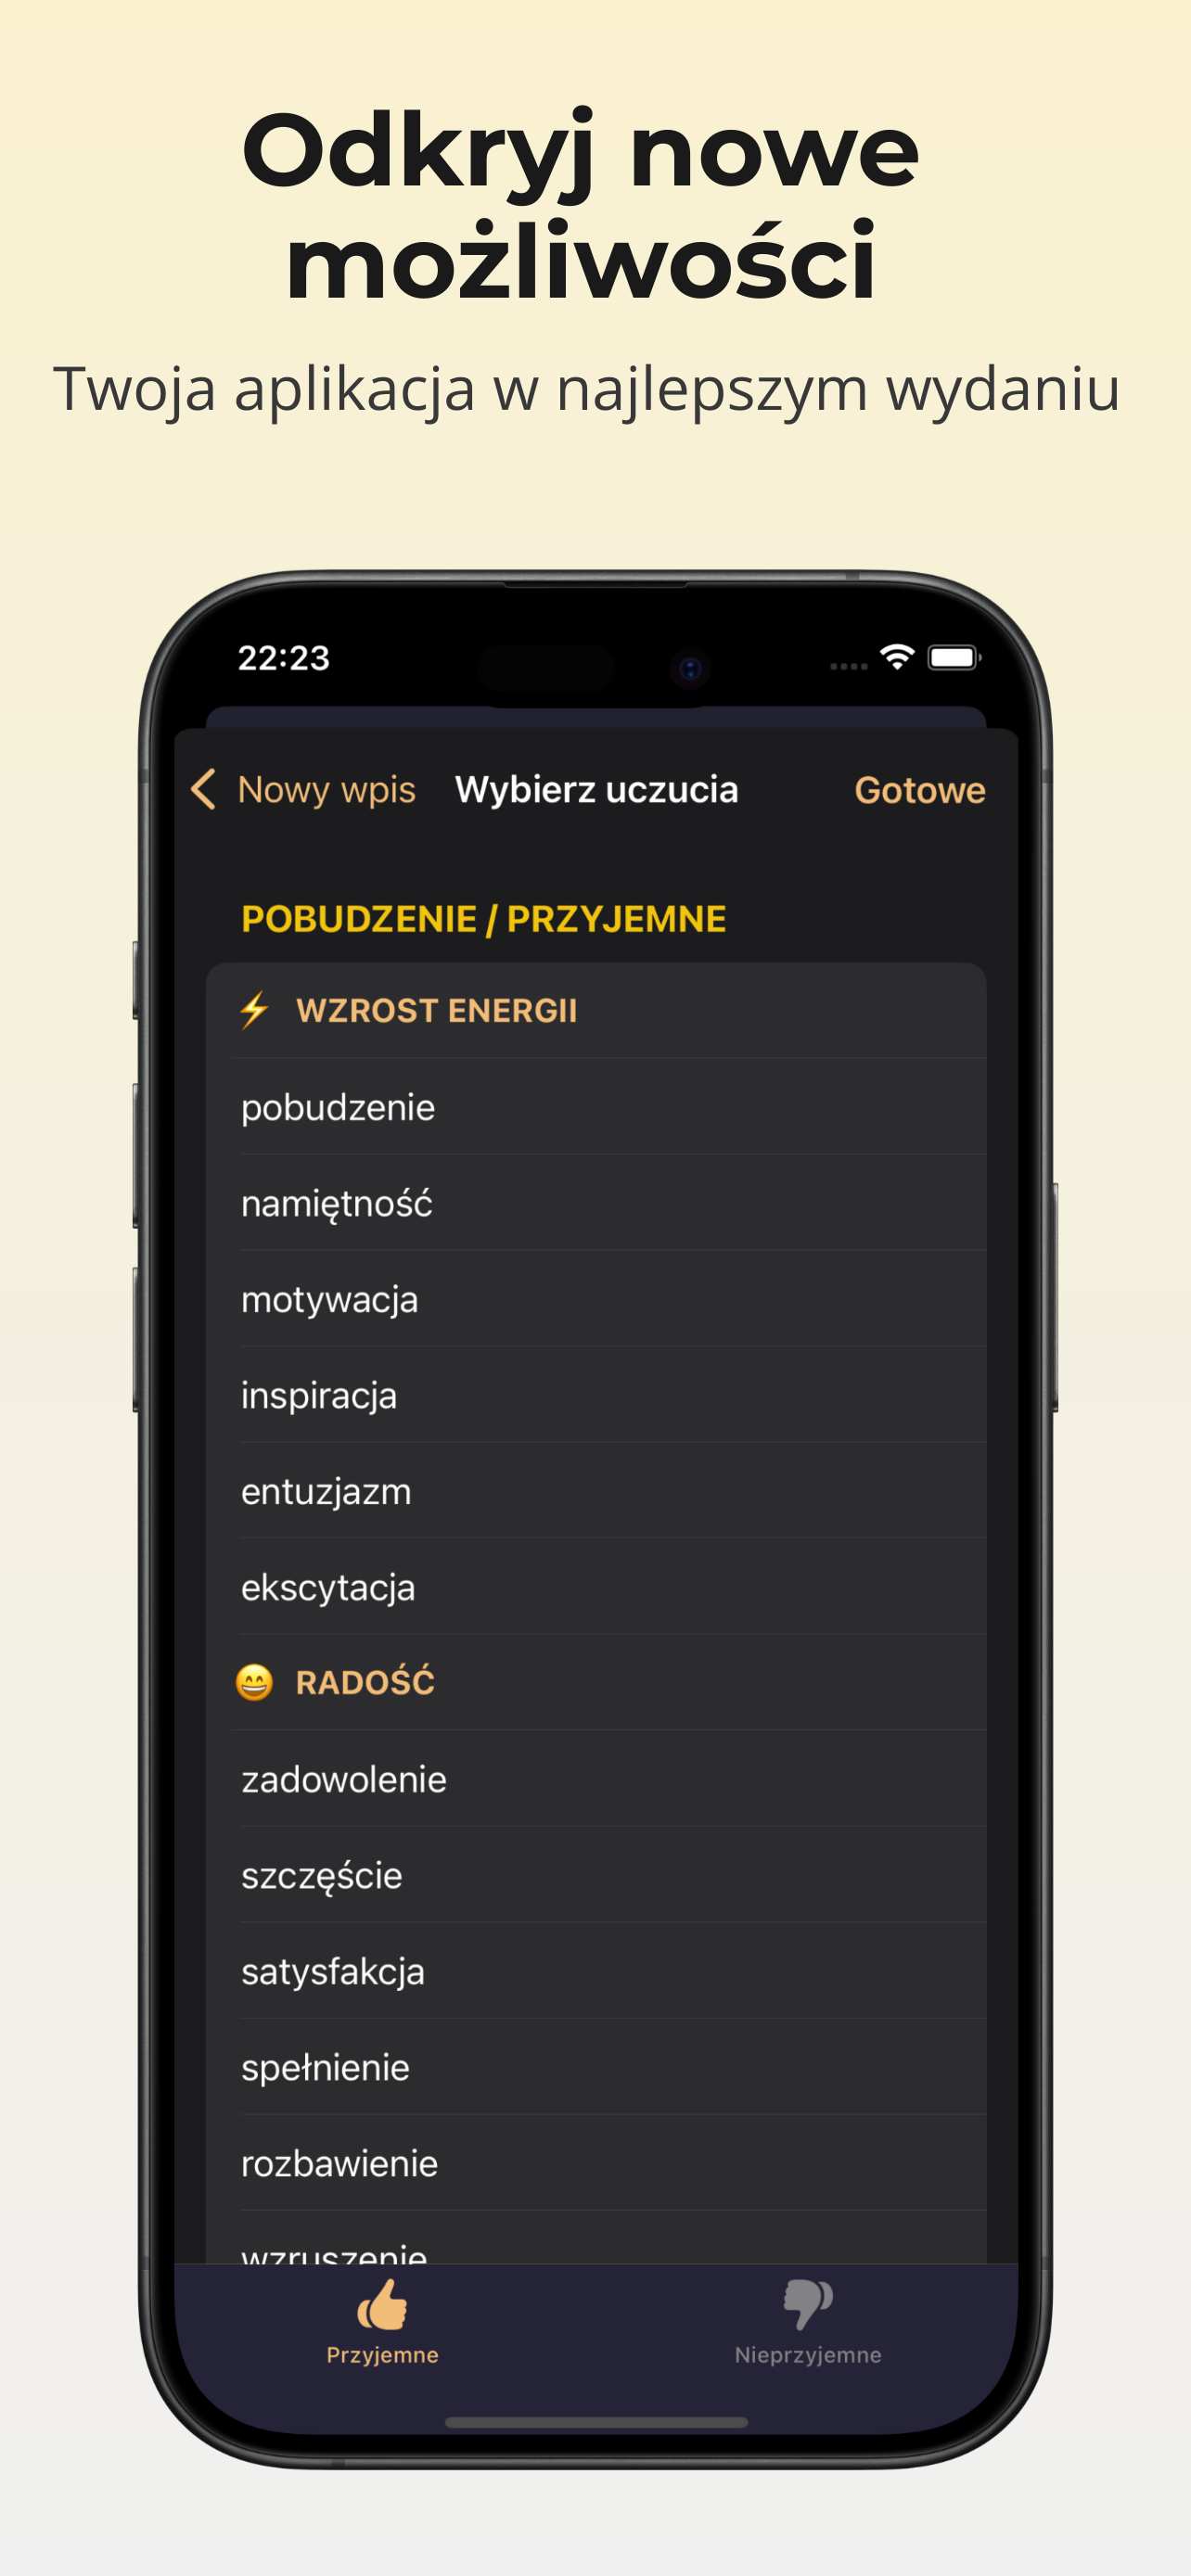 Odkryj nowe
możliwości
Twoja aplikacja w najlepszym wydaniu
22:23
Nowy wpis Wybierz uczucia Gotowe
POBUDZENIE / PRZYJEMNE
WZROST ENERGII
pobudzenie
namiętność
motywacja
inspiracja
entuzjazm
ekscytacja
RADOŚĆ
zadowolenie
szczęście
satysfakcja
spełnienie
rozbawienie
wzruszenie
Przyjemne Nieprzyjemne